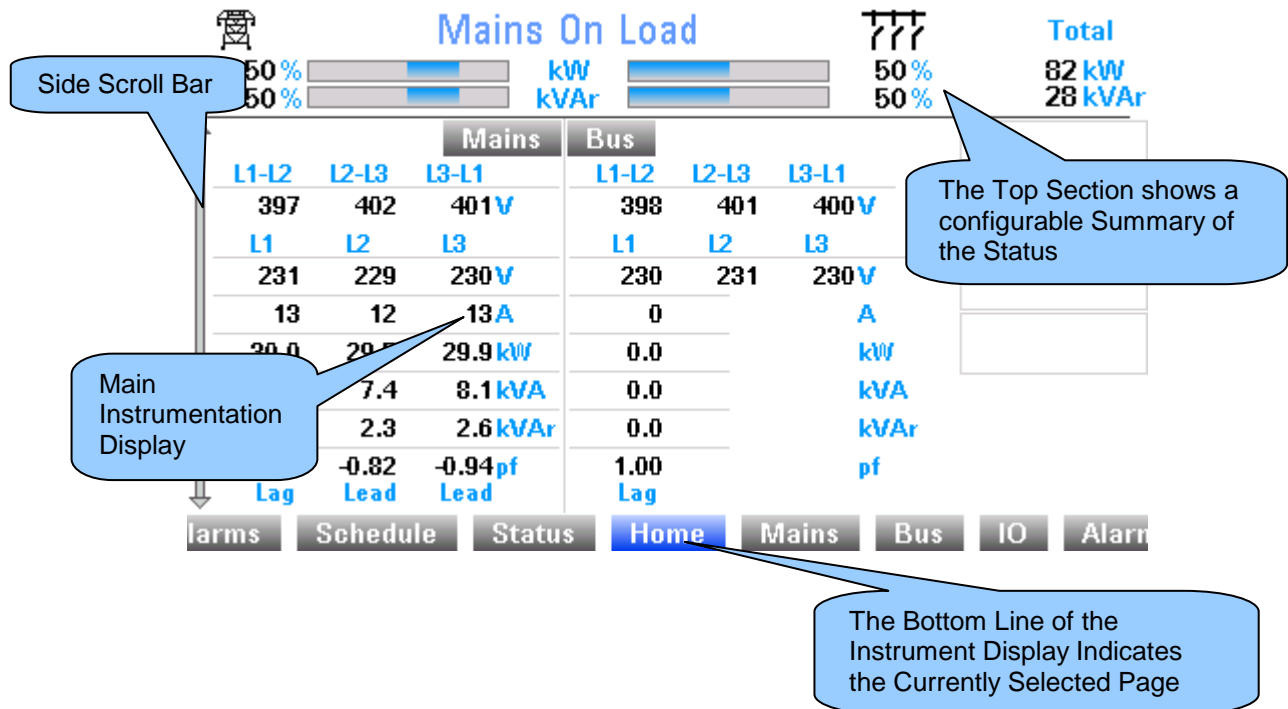 Mains On Load
Total
50 % kW 50 % 82 kW
50 % kVAr 50 % 28 kVAr
Side Scroll Bar
Mains Bus
L1-L2 L2-L3 L3-L1 L1-L2 L2-L3 L3-L1
397 402 401 V 398 401 400 V
The Top Section shows a
configurable Summary of
the Status
L1 L2 L3 L1 L2 L3
231 229 230 V 230 231 230 V
13 12 13 A 0 A
29.9 kW 0.0 kW
Main
Instrumentation
Display
7.4 8.1 kVA 0.0 kVA
2.3 2.6 kVAr 0.0 kVAr
-0.82 -0.94 pf 1.00 pf
Lag Lead Lead Lag
larms Schedule Status Home Mains Bus IO Alarm
The Bottom Line of the
Instrument Display Indicates
the Currently Selected Page